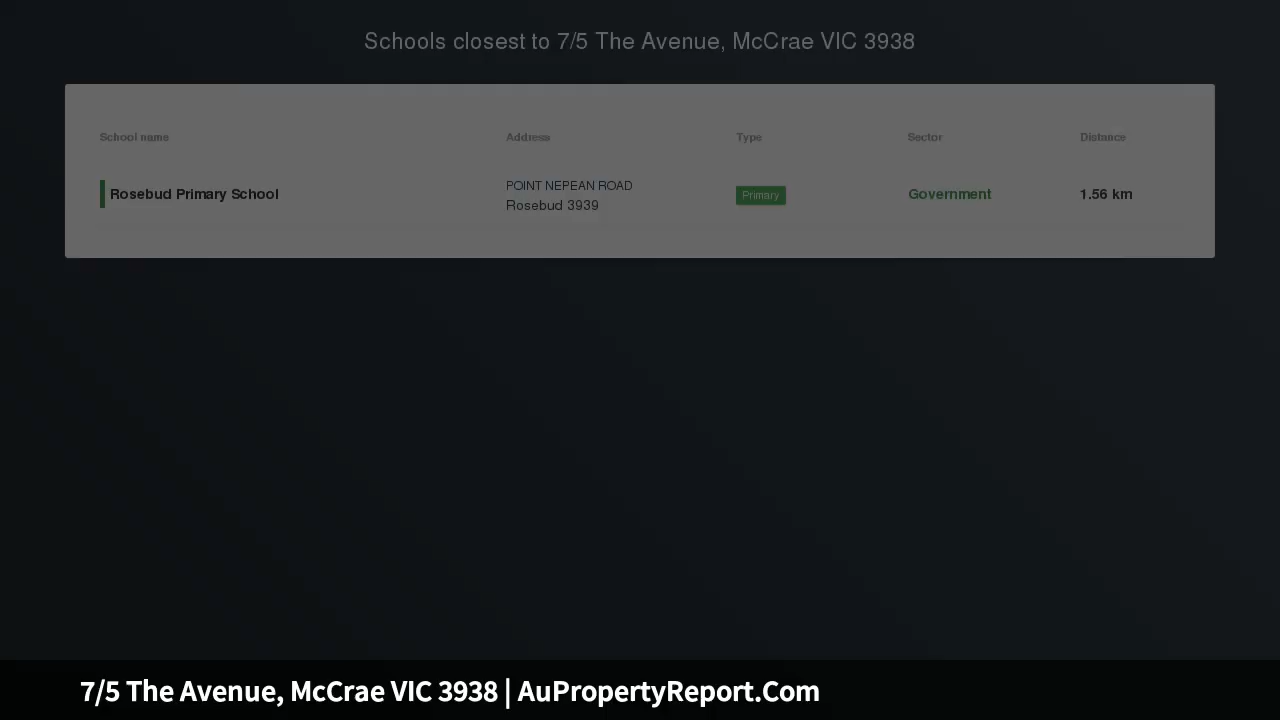 Schools closest to 7/5 The Avenue, McCrae VIC 3938
School name Address Type Sector Distance
Rosebud Primary School POINT NEPEAN ROAD Rosebud 3939 Primary Government 1.56 km
7/5 The Avenue, McCrae VIC 3938 | AuPropertyReport.Com